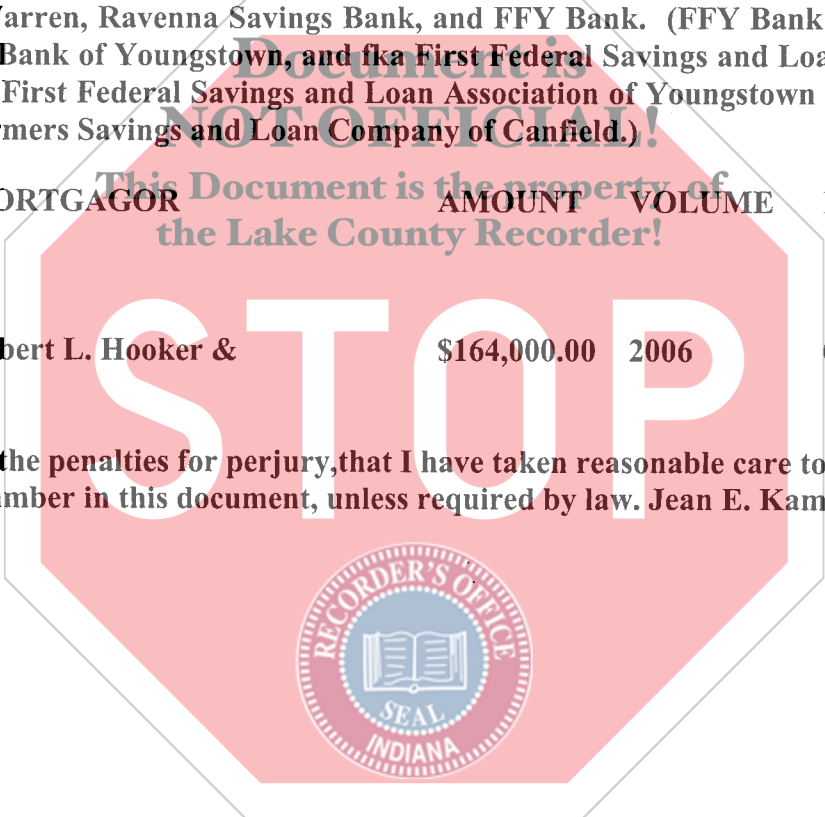 arren, Ravenna Savings Bank, and FFY Bank. (FFY Bank
Bank of Youngstown, and fka First Federal Savings and Loa
First Federal Savings and Loan Association of Youngstown
mers Savings and Loan Company of Canfield.)
Document is
NOT OFFICIAL!
This Document is the property of
the Lake County Recorder!
ORTGAGOR AMOUNT VOLUME
bert L. Hooker & $164,000.00 2006
STOP
the penalties for perjury,that I have taken reasonable care to
mber in this document, unless required by law. Jean E. Kam
RECORDER'S OFFICE
SEAL
INDIANA